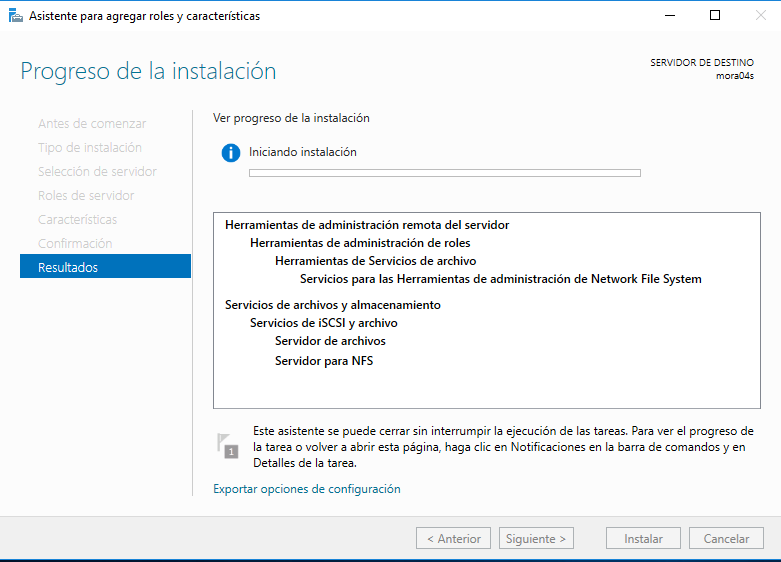 Asistente para agregar roles y características
Progreso de la instalación
SERVIDOR DE DESTINO
mora04s
Antes de comenzar
Tipo de instalación
Selección de servidor
Roles de servidor
Características
Confirmación
Resultados
Ver progreso de la instalación
Iniciando instalación
Herramientas de administración remota del servidor
Herramientas de administración de roles
Herramientas de Servicios de archivo
Servicios para las Herramientas de administración de Network File System
Servicios de archivos y almacenamiento
Servicios de iSCSI y archivo
Servidor de archivos
Servidor para NFS
1
Este asistente se puede cerrar sin interrumpir la ejecución de las tareas. Para ver el progreso de
la tarea o volver a abrir esta página, haga clic en Notificaciones en la barra de comandos y en
Detalles de la tarea.
Exportar opciones de configuración
< Anterior
Siguiente >
Instalar
Cancelar